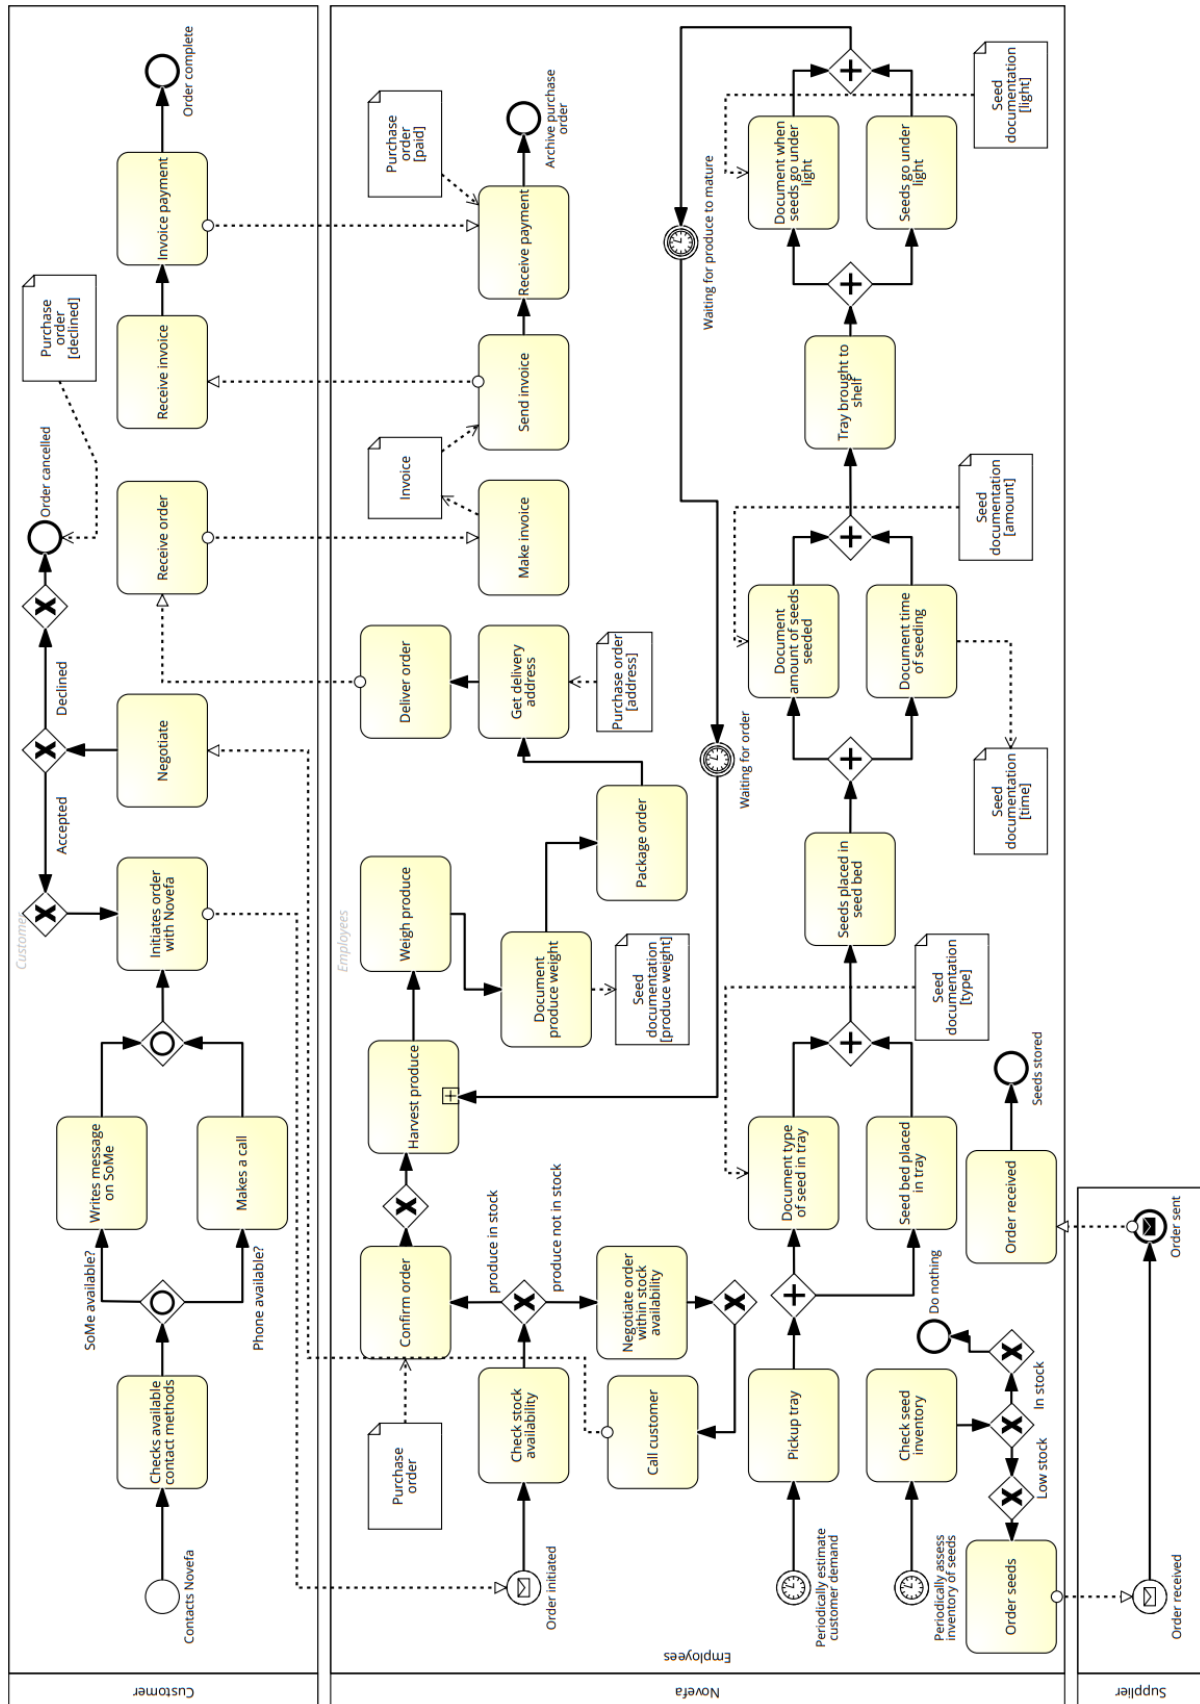 Customer
Customer
Contacts Novefa
Checks available
contact methods
SoMe available?
Phone available?
Writes message
on SoMe
Makes a call
Initiates order
with Novefa
Accepted
Negotiate
Declined
Order cancelled
Purchase
order
[declined]
Receive order
Receive invoice
Invoice payment
Order complete
Novefa
Employees
Employees
Order initiated
Purchase
order
Check stock
availability
Confirm order
produce in stock
produce not in stock
Negotiate order
within stock
availability
Call customer
Harvest produce
Weigh produce
Document
produce weight
Seed
documentation
[produce weight]
Package order
Get delivery
address
Purchase order
[address]
Deliver order
Make invoice
Invoice
Send invoice
Receive payment
Purchase
order
[paid]
Archive purchase
order
Waiting for order
Waiting for produce to mature
Periodically estimate
customer demand
Pickup tray
Document type
of seed in tray
Seed bed placed
in tray
Seed
documentation
[type]
Seeds placed in
seed bed
Document
amount of seeds
seeded
Document time
of seeding
Seed
documentation
[time]
Seed
documentation
[amount]
Tray brought to
shelf
Document when
seeds go under
light
Seeds go under
light
Seed
documentation
[light]
Periodically assess
inventory of seeds
Check seed
inventory
Low stock
In stock
Do nothing
Order seeds
Order received
Seeds stored
Supplier
Order received
Order sent